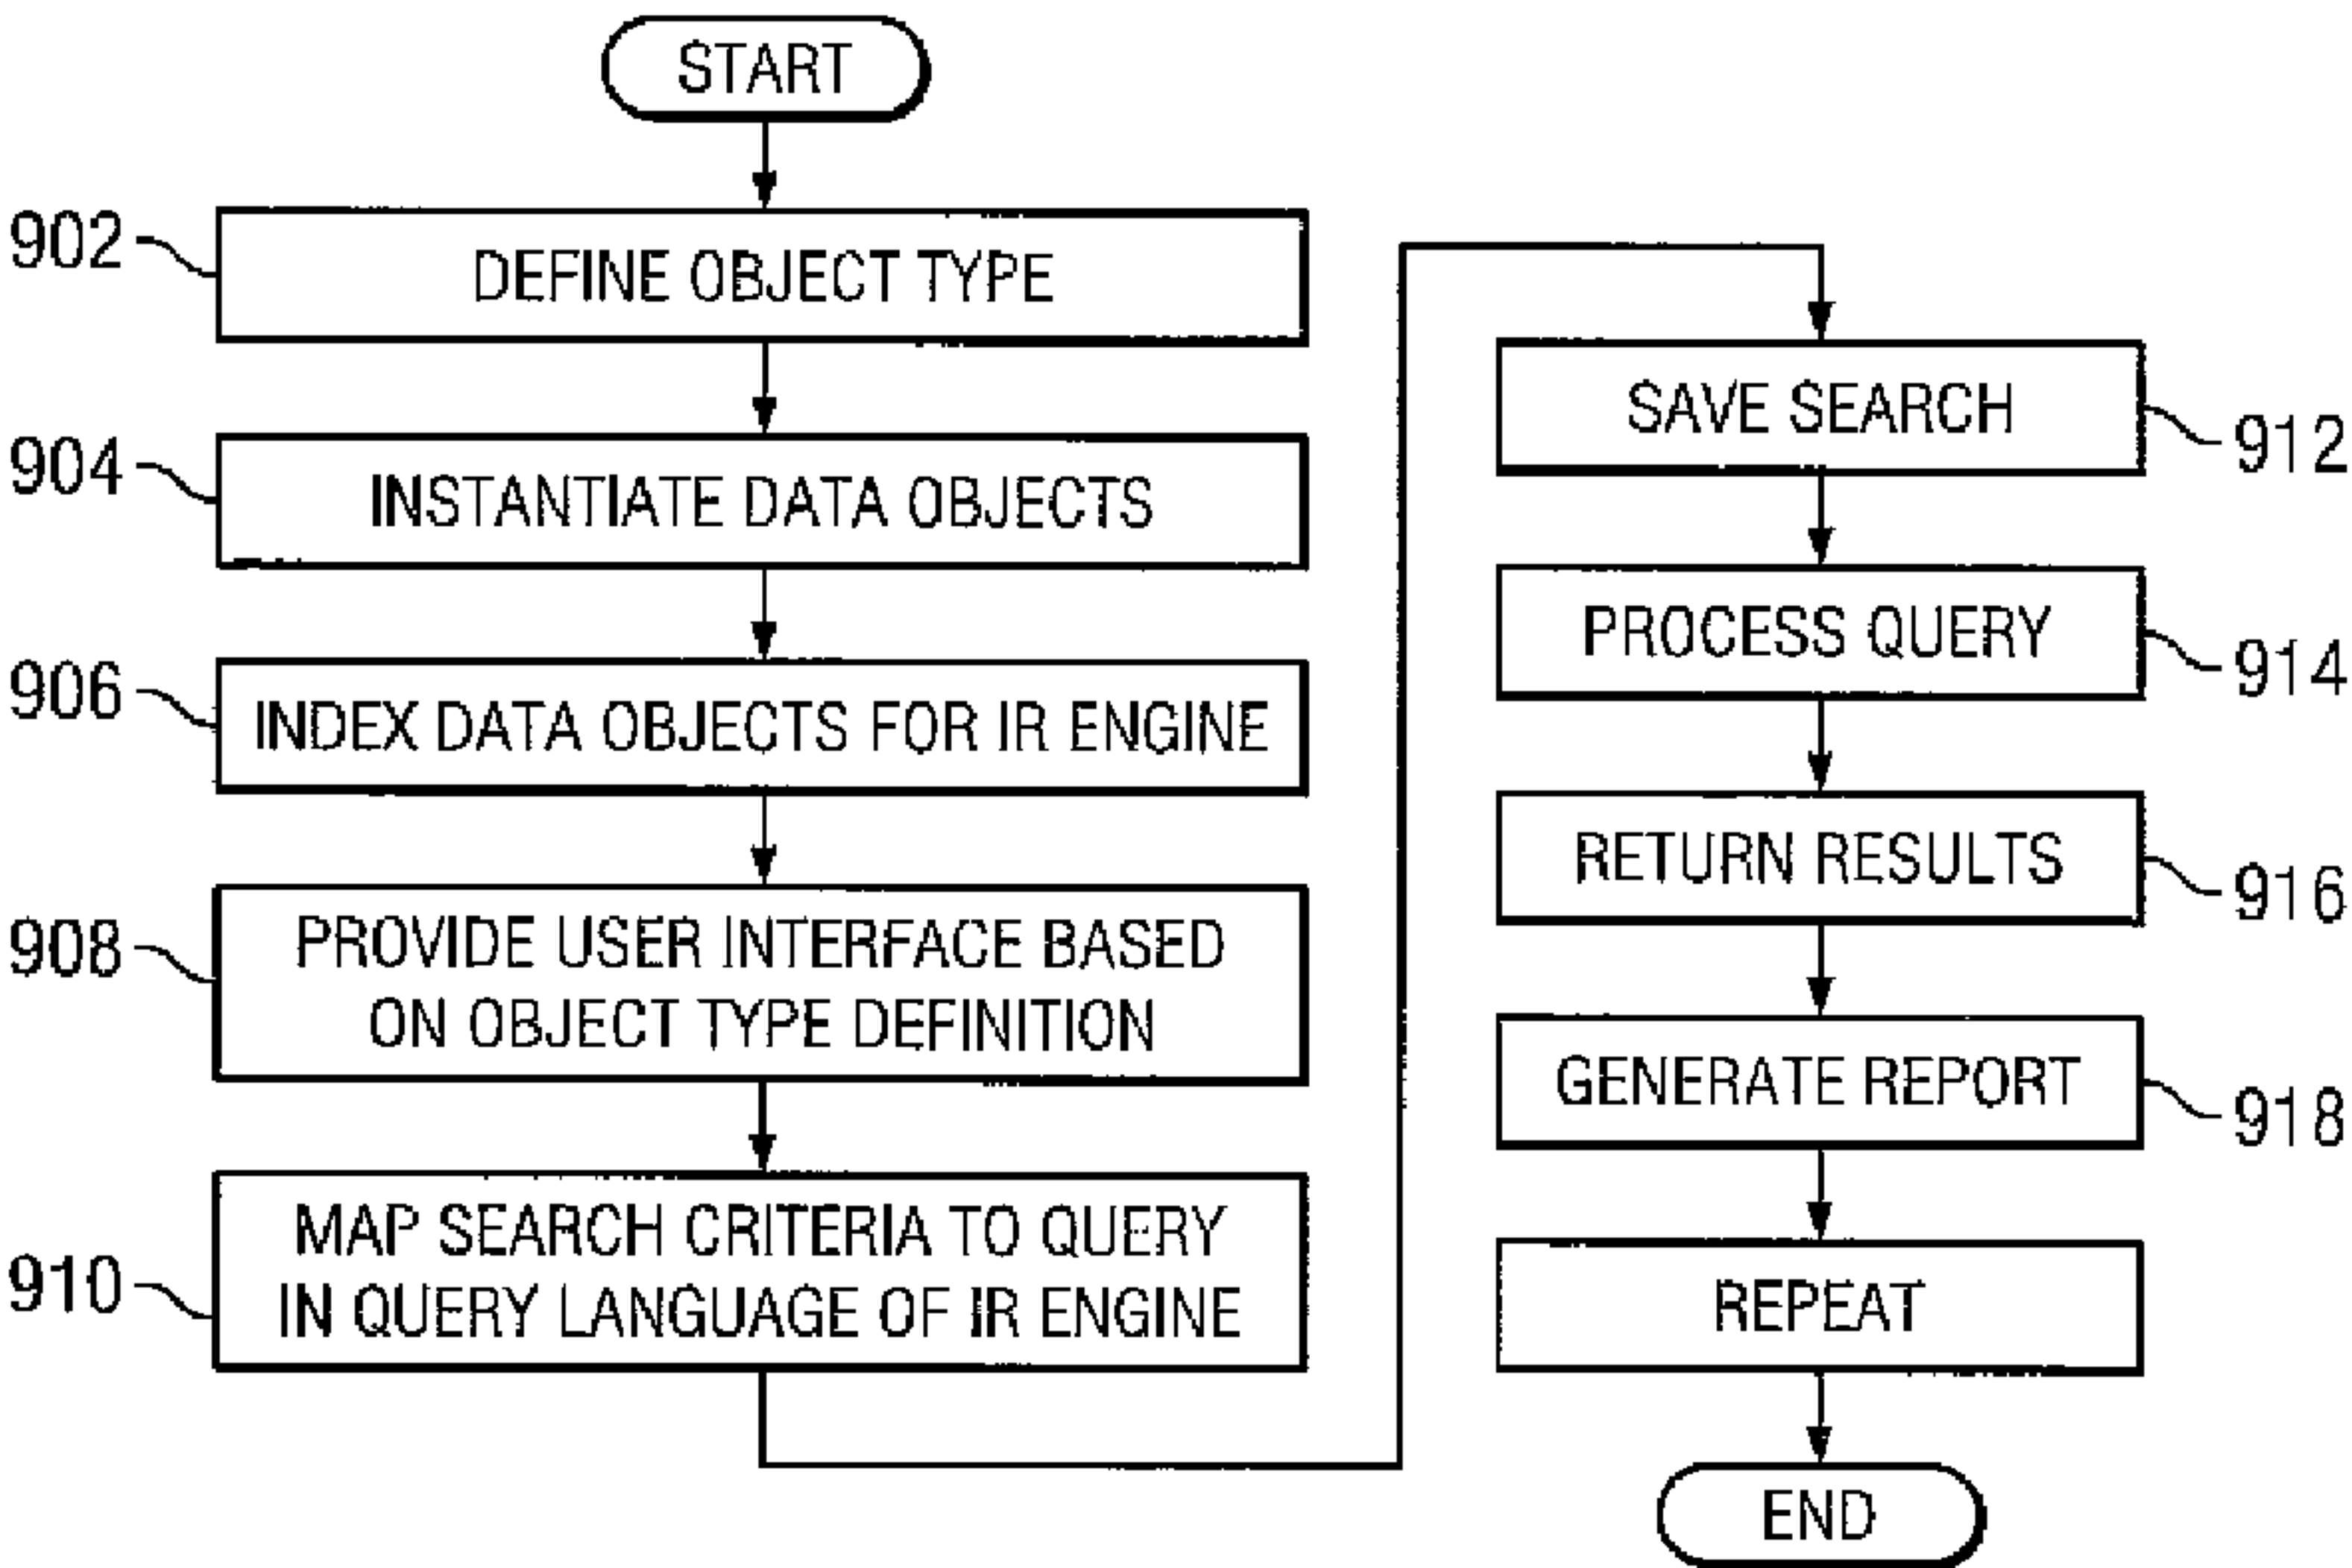 START
902
DEFINE OBJECT TYPE
904
INSTANTIATE DATA OBJECTS
906
INDEX DATA OBJECTS FOR IR ENGINE
908
PROVIDE USER INTERFACE BASED
ON OBJECT TYPE DEFINITION
910
MAP SEARCH CRITERIA TO QUERY
IN QUERY LANGUAGE OF IR ENGINE
SAVE SEARCH
912
PROCESS QUERY
914
RETURN RESULTS
916
GENERATE REPORT
918
REPEAT
END